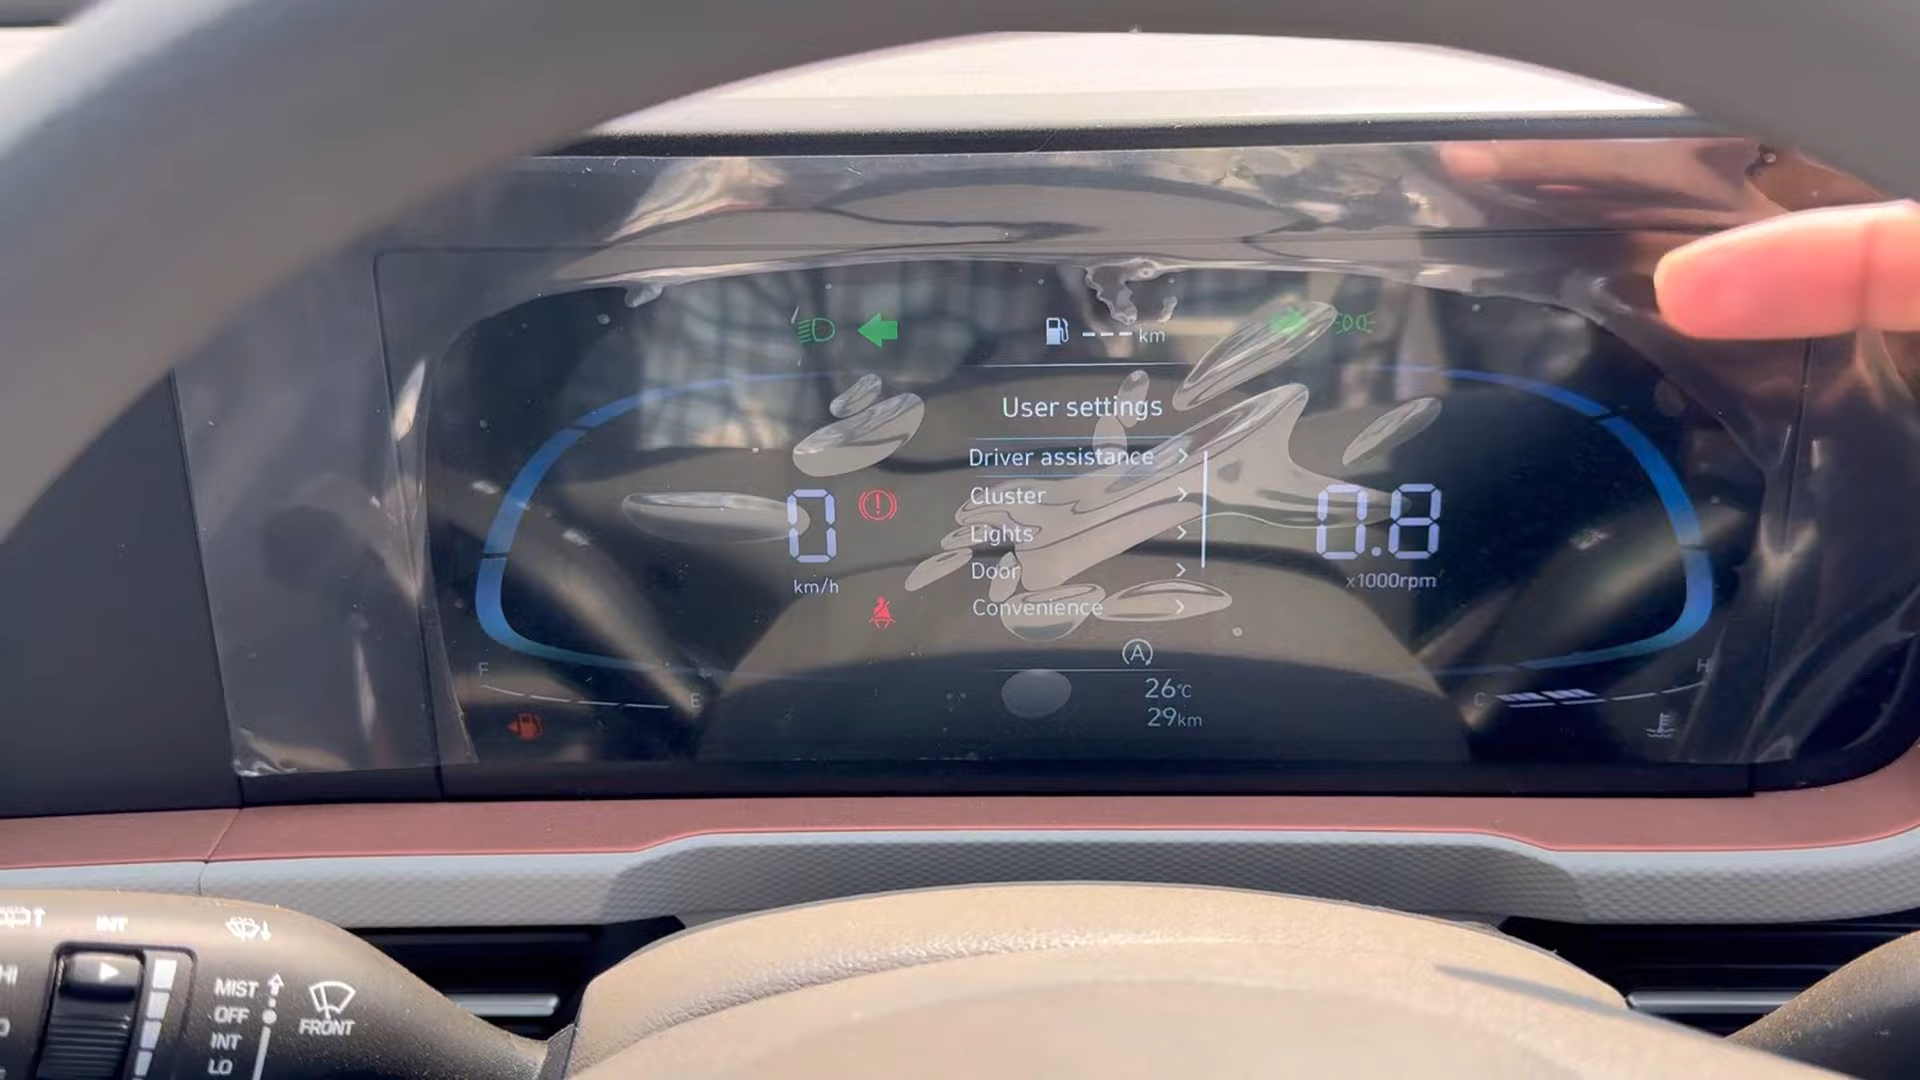 --- km
User settings
Driver assistance
Cluster
Lights
Door
Convenience
0
km/h
0.8
x1000rpm
A
26°C
29km
F
E
C
H
INT
HI
MIST
OFF
INT
LO
FRONT